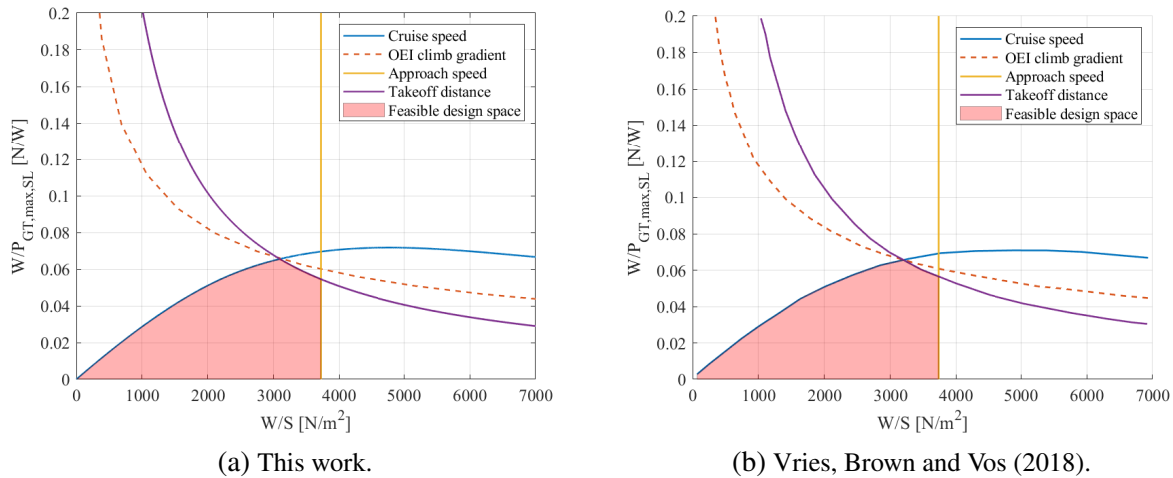 0.2
0.18
0.16
0.14
0.12
0.1
0.08
0.06
0.04
0.02
0
W/P_GT,max,SL [N/W]
Cruise speed
OEI climb gradient
Approach speed
Takeoff distance
Feasible design space
0 1000 2000 3000 4000 5000 6000 7000
W/S [N/m²]
(a) This work.
0.2
0.18
0.16
0.14
0.12
0.1
0.08
0.06
0.04
0.02
0
W/P_GT,max,SL [N/W]
Cruise speed
OEI climb gradient
Approach speed
Takeoff distance
Feasible design space
0 1000 2000 3000 4000 5000 6000 7000
W/S [N/m²]
(b) Vries, Brown and Vos (2018).